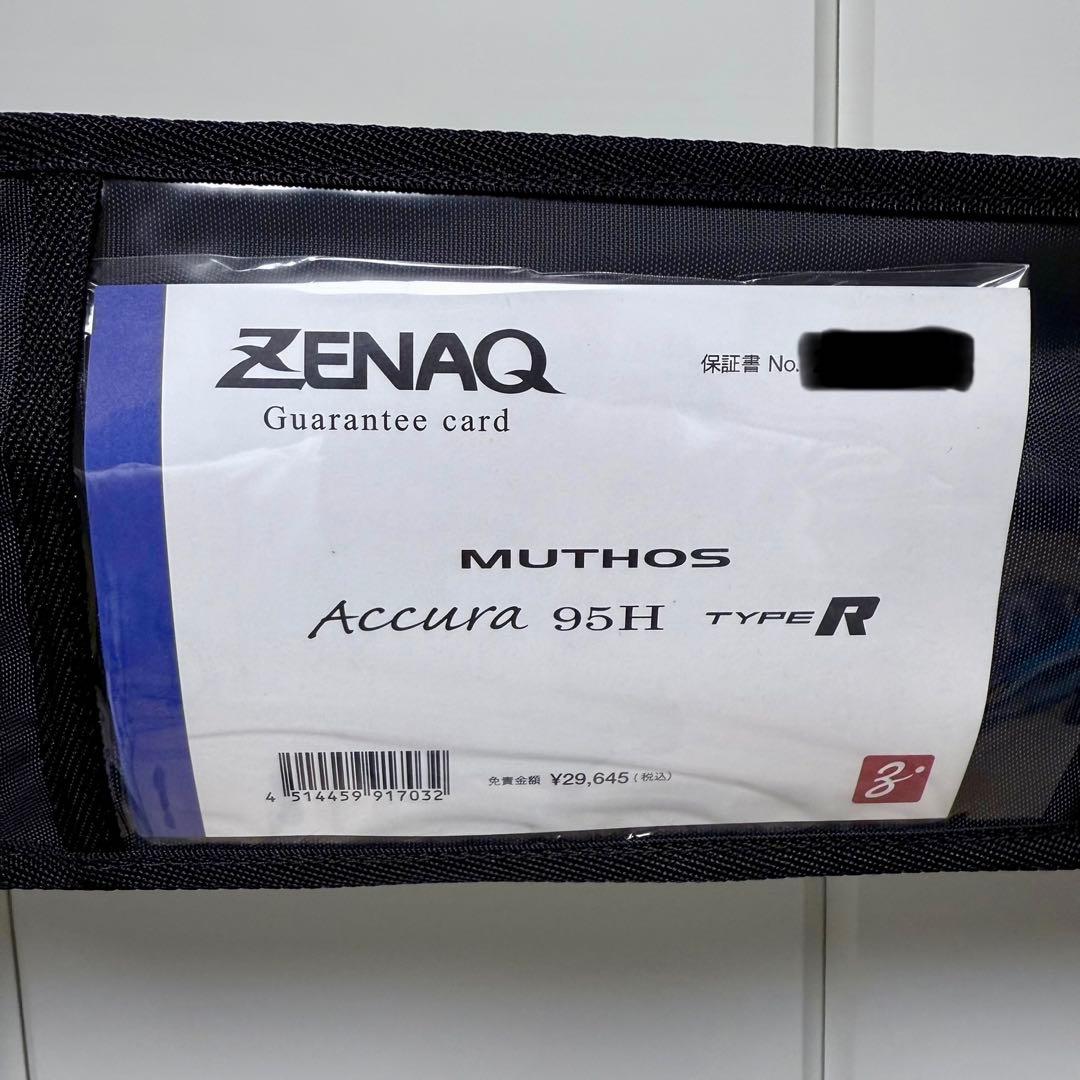 ZENAQ
Guarantee card
保証書 No.
MUTHOS
Accura 95H TYPE R
4 514459 917032
免責金額 ¥29,645(税込)